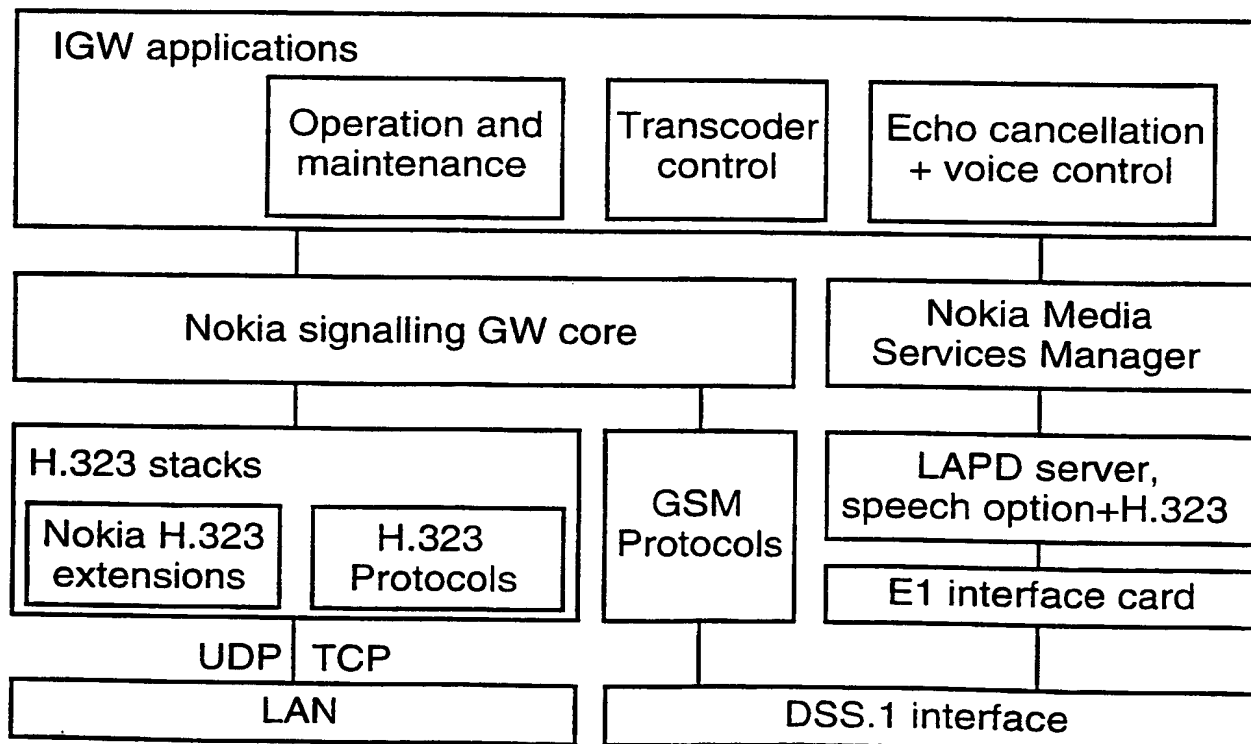 IGW applications
Operation and
maintenance
Transcoder
control
Echo cancellation
+ voice control
Nokia signalling GW core
Nokia Media
Services Manager
H.323 stacks
Nokia H.323
extensions
H.323
Protocols
GSM
Protocols
LAPD server,
speech option+H.323
E1 interface card
UDP TCP
LAN
DSS.1 interface